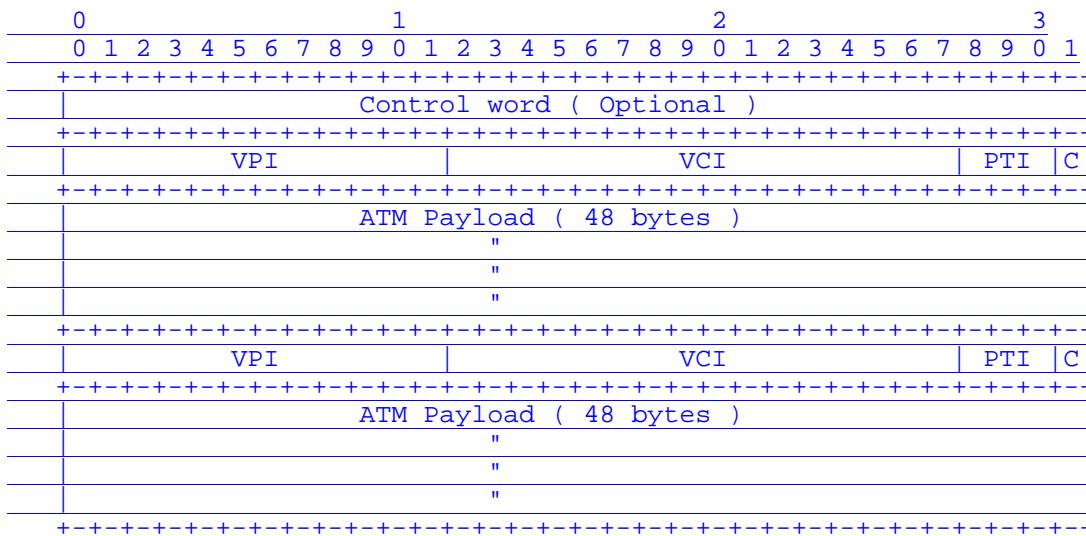 0                   1                   2                   3
 0 1 2 3 4 5 6 7 8 9 0 1 2 3 4 5 6 7 8 9 0 1 2 3 4 5 6 7 8 9 0 1
+-+-+-+-+-+-+-+-+-+-+-+-+-+-+-+-+-+-+-+-+-+-+-+-+-+-+-+-+-+-+-+--
|                  Control word ( Optional )
+-+-+-+-+-+-+-+-+-+-+-+-+-+-+-+-+-+-+-+-+-+-+-+-+-+-+-+-+-+-+-+--
|          VPI          |              VCI              | PTI |C
+-+-+-+-+-+-+-+-+-+-+-+-+-+-+-+-+-+-+-+-+-+-+-+-+-+-+-+-+-+-+-+--
|                  ATM Payload ( 48 bytes )
|                          "
|                          "
|                          "
+-+-+-+-+-+-+-+-+-+-+-+-+-+-+-+-+-+-+-+-+-+-+-+-+-+-+-+-+-+-+-+--
|          VPI          |              VCI              | PTI |C
+-+-+-+-+-+-+-+-+-+-+-+-+-+-+-+-+-+-+-+-+-+-+-+-+-+-+-+-+-+-+-+--
|                  ATM Payload ( 48 bytes )
|                          "
|                          "
|                          "
+-+-+-+-+-+-+-+-+-+-+-+-+-+-+-+-+-+-+-+-+-+-+-+-+-+-+-+-+-+-+-+--